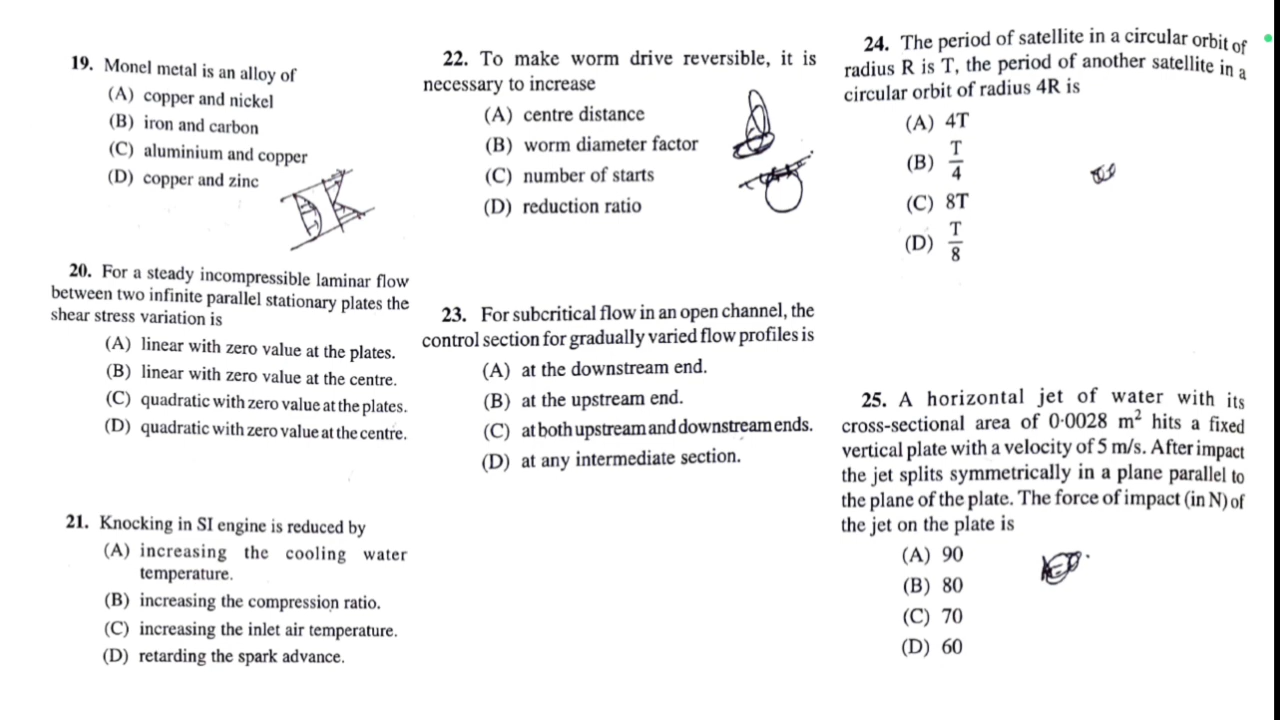 19. Monel metal is an alloy of
(A) copper and nickel
(B) iron and carbon
(C) aluminium and copper
(D) copper and zinc
20. For a steady incompressible laminar flow
between two infinite parallel stationary plates the
shear stress variation is
(A) linear with zero value at the plates.
(B) linear with zero value at the centre.
(C) quadratic with zero value at the plates.
(D) quadratic with zero value at the centre.
21. Knocking in SI engine is reduced by
(A) increasing the cooling water
temperature.
(B) increasing the compression ratio.
(C) increasing the inlet air temperature.
(D) retarding the spark advance.
22. To make worm drive reversible, it is
necessary to increase
(A) centre distance
(B) worm diameter factor
(C) number of starts
(D) reduction ratio
23. For subcritical flow in an open channel, the
control section for gradually varied flow profiles is
(A) at the downstream end.
(B) at the upstream end.
(C) at both upstream and downstream ends.
(D) at any intermediate section.
24. The period of satellite in a circular orbit of
radius R is T, the period of another satellite in a
circular orbit of radius 4R is
(A) 4T
(B) T/4
(C) 8T
(D) T/8
25. A horizontal jet of water with its
cross-sectional area of 0·0028 m² hits a fixed
vertical plate with a velocity of 5 m/s. After impact
the jet splits symmetrically in a plane parallel to
the plane of the plate. The force of impact (in N) of
the jet on the plate is
(A) 90
(B) 80
(C) 70
(D) 60